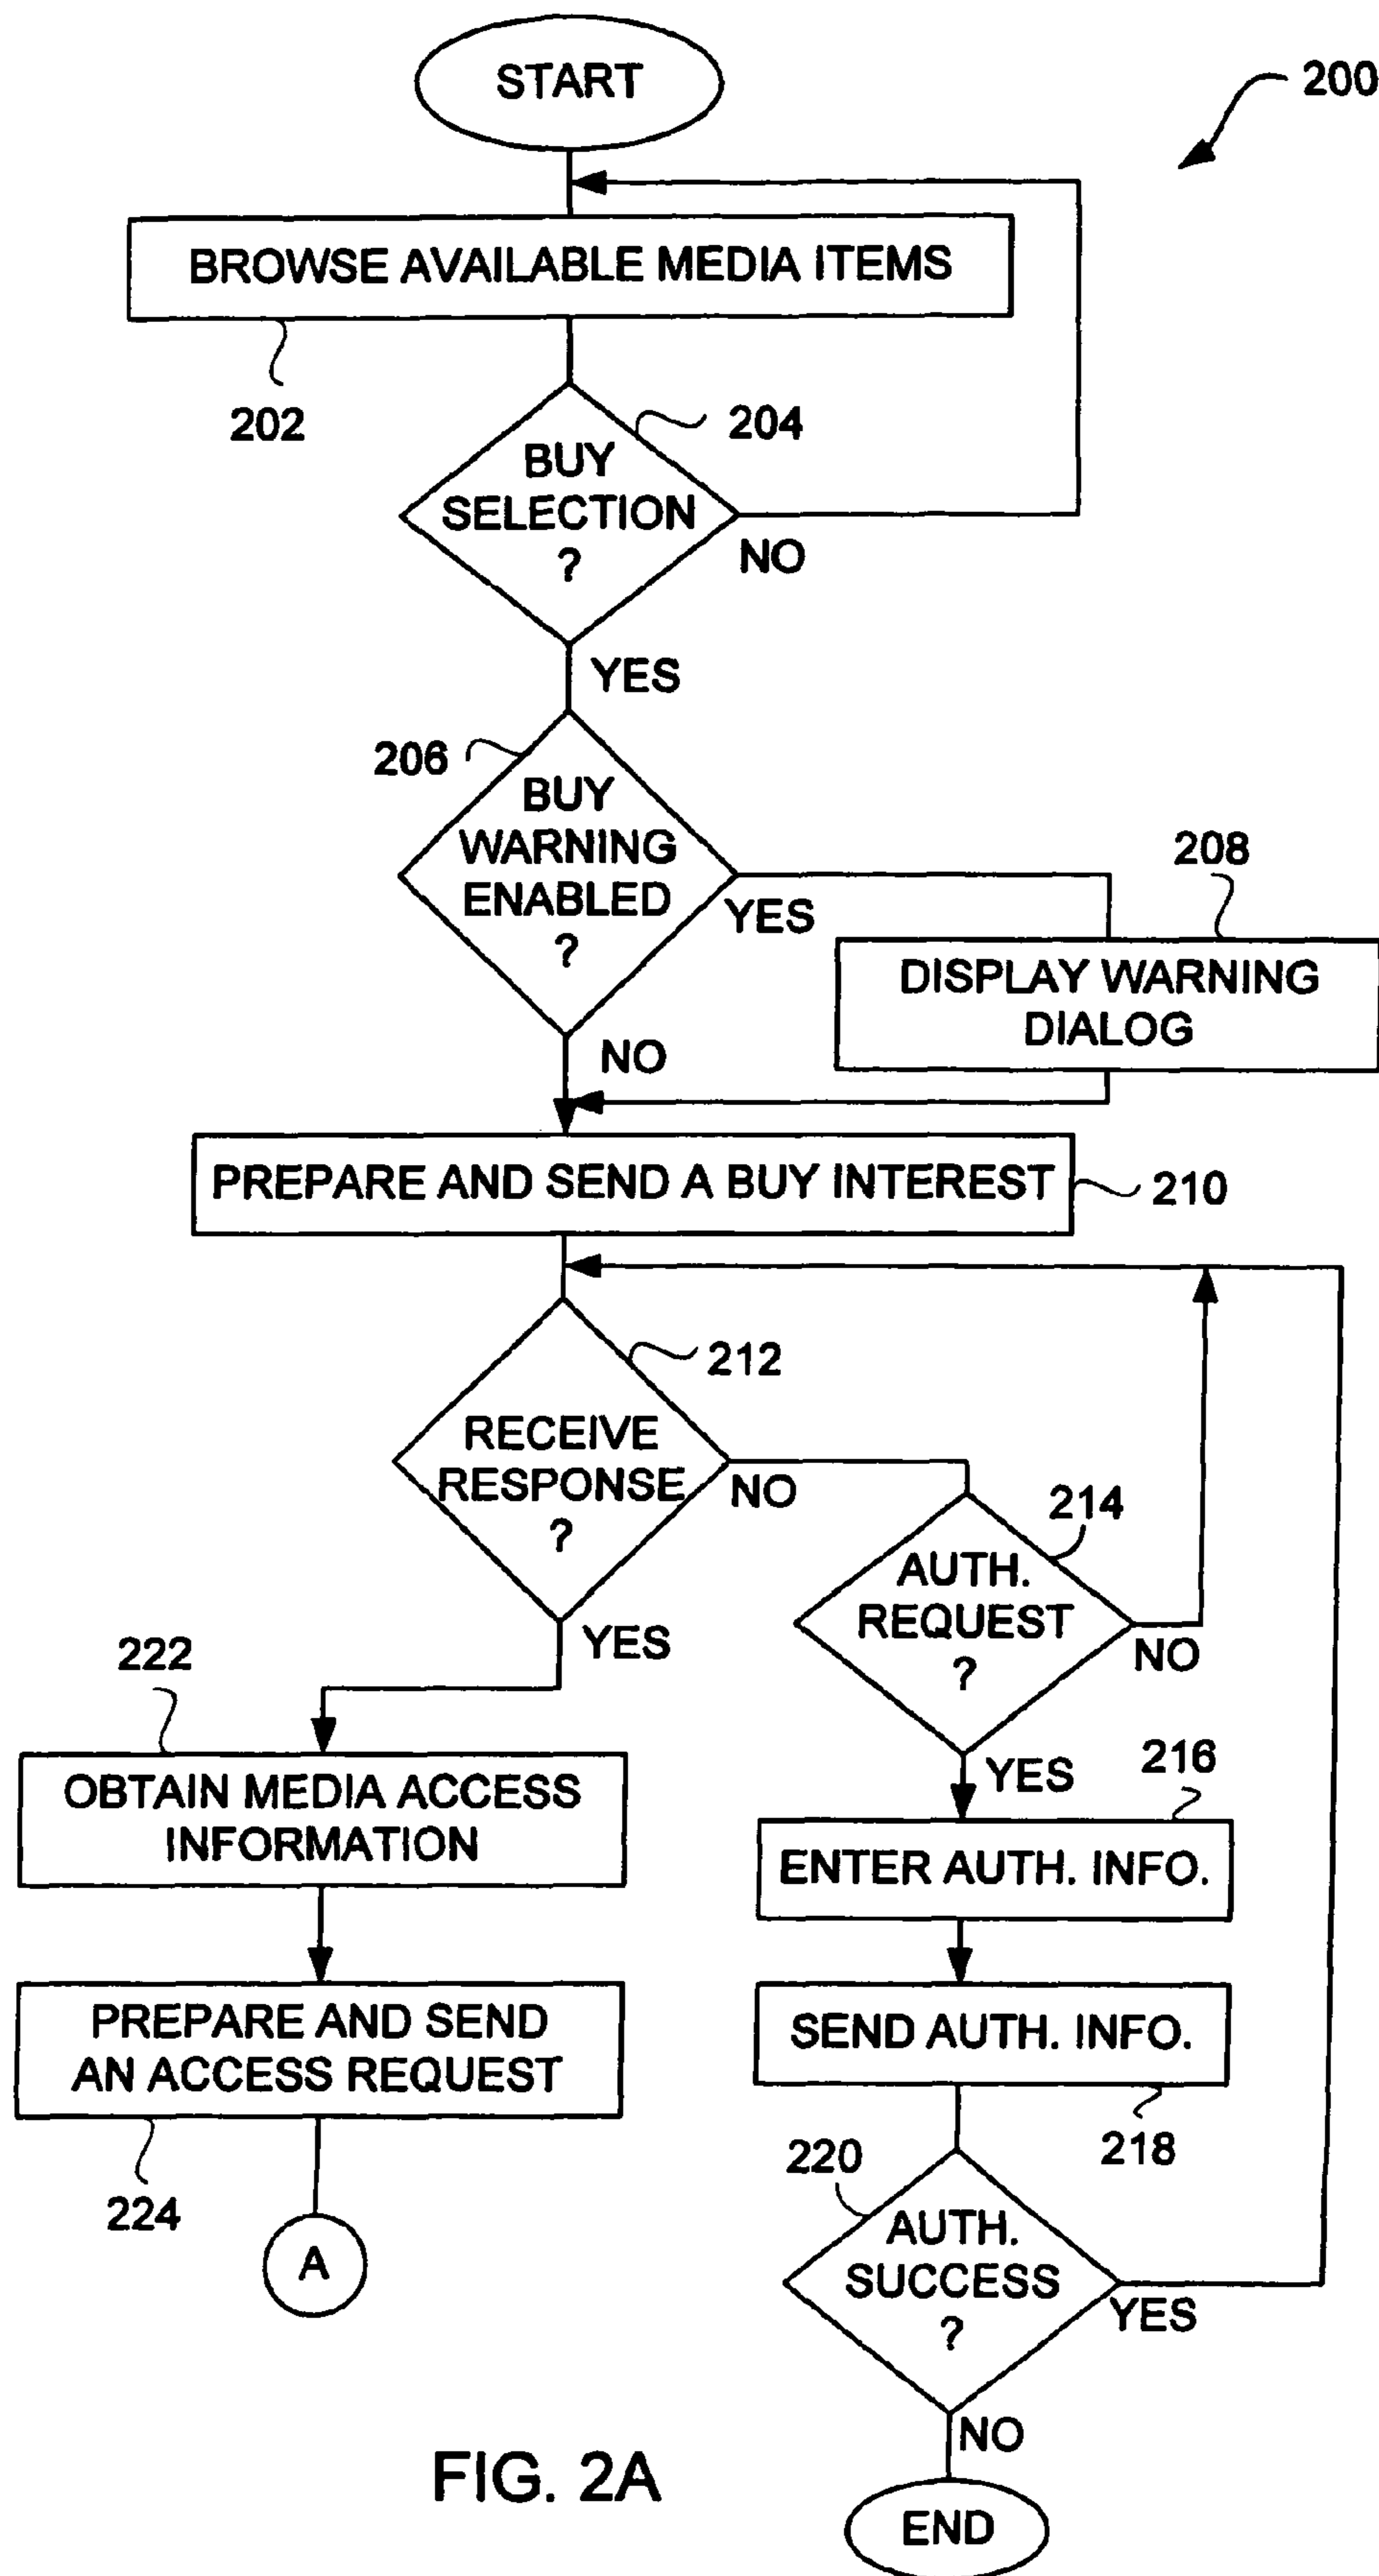 START
200
BROWSE AVAILABLE MEDIA ITEMS
202
204
BUY
SELECTION
?
NO
YES
206
BUY
WARNING
ENABLED
?
YES
208
DISPLAY WARNING
DIALOG
NO
PREPARE AND SEND A BUY INTEREST
210
212
RECEIVE
RESPONSE
?
NO
214
AUTH.
REQUEST
?
NO
YES
222
OBTAIN MEDIA ACCESS
INFORMATION
YES
216
ENTER AUTH. INFO.
PREPARE AND SEND
AN ACCESS REQUEST
224
SEND AUTH. INFO.
218
220
A
AUTH.
SUCCESS
?
YES
NO
FIG. 2A
END